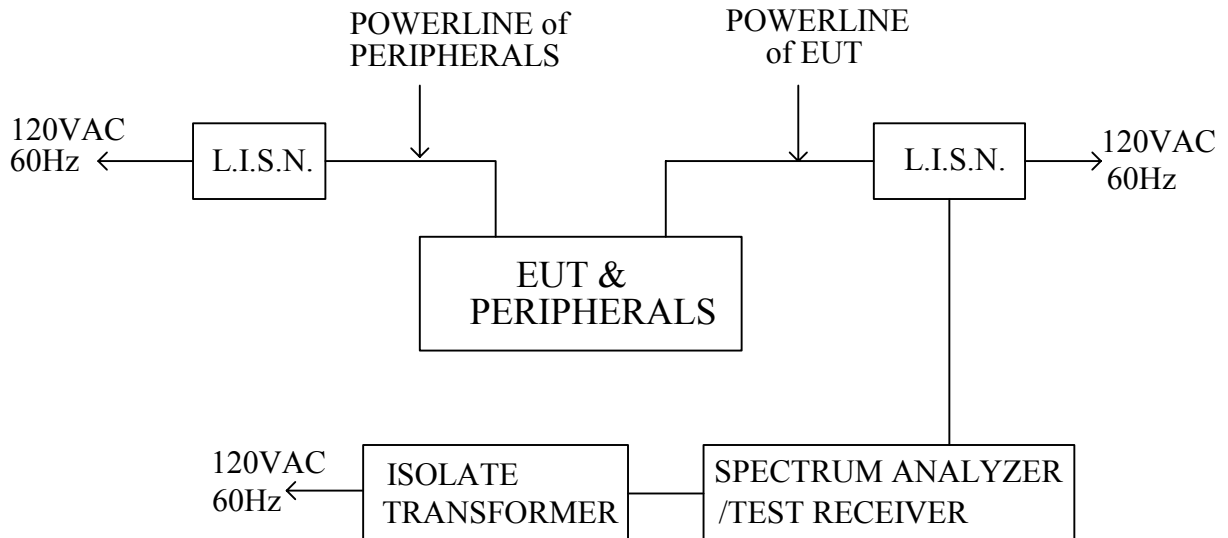 POWERLINE of
PERIPHERALS
POWERLINE
of EUT
120VAC
60Hz
L.I.S.N.
L.I.S.N.
120VAC
60Hz
EUT &
PERIPHERALS
120VAC
60Hz
ISOLATE
TRANSFORMER
SPECTRUM ANALYZER
/TEST RECEIVER